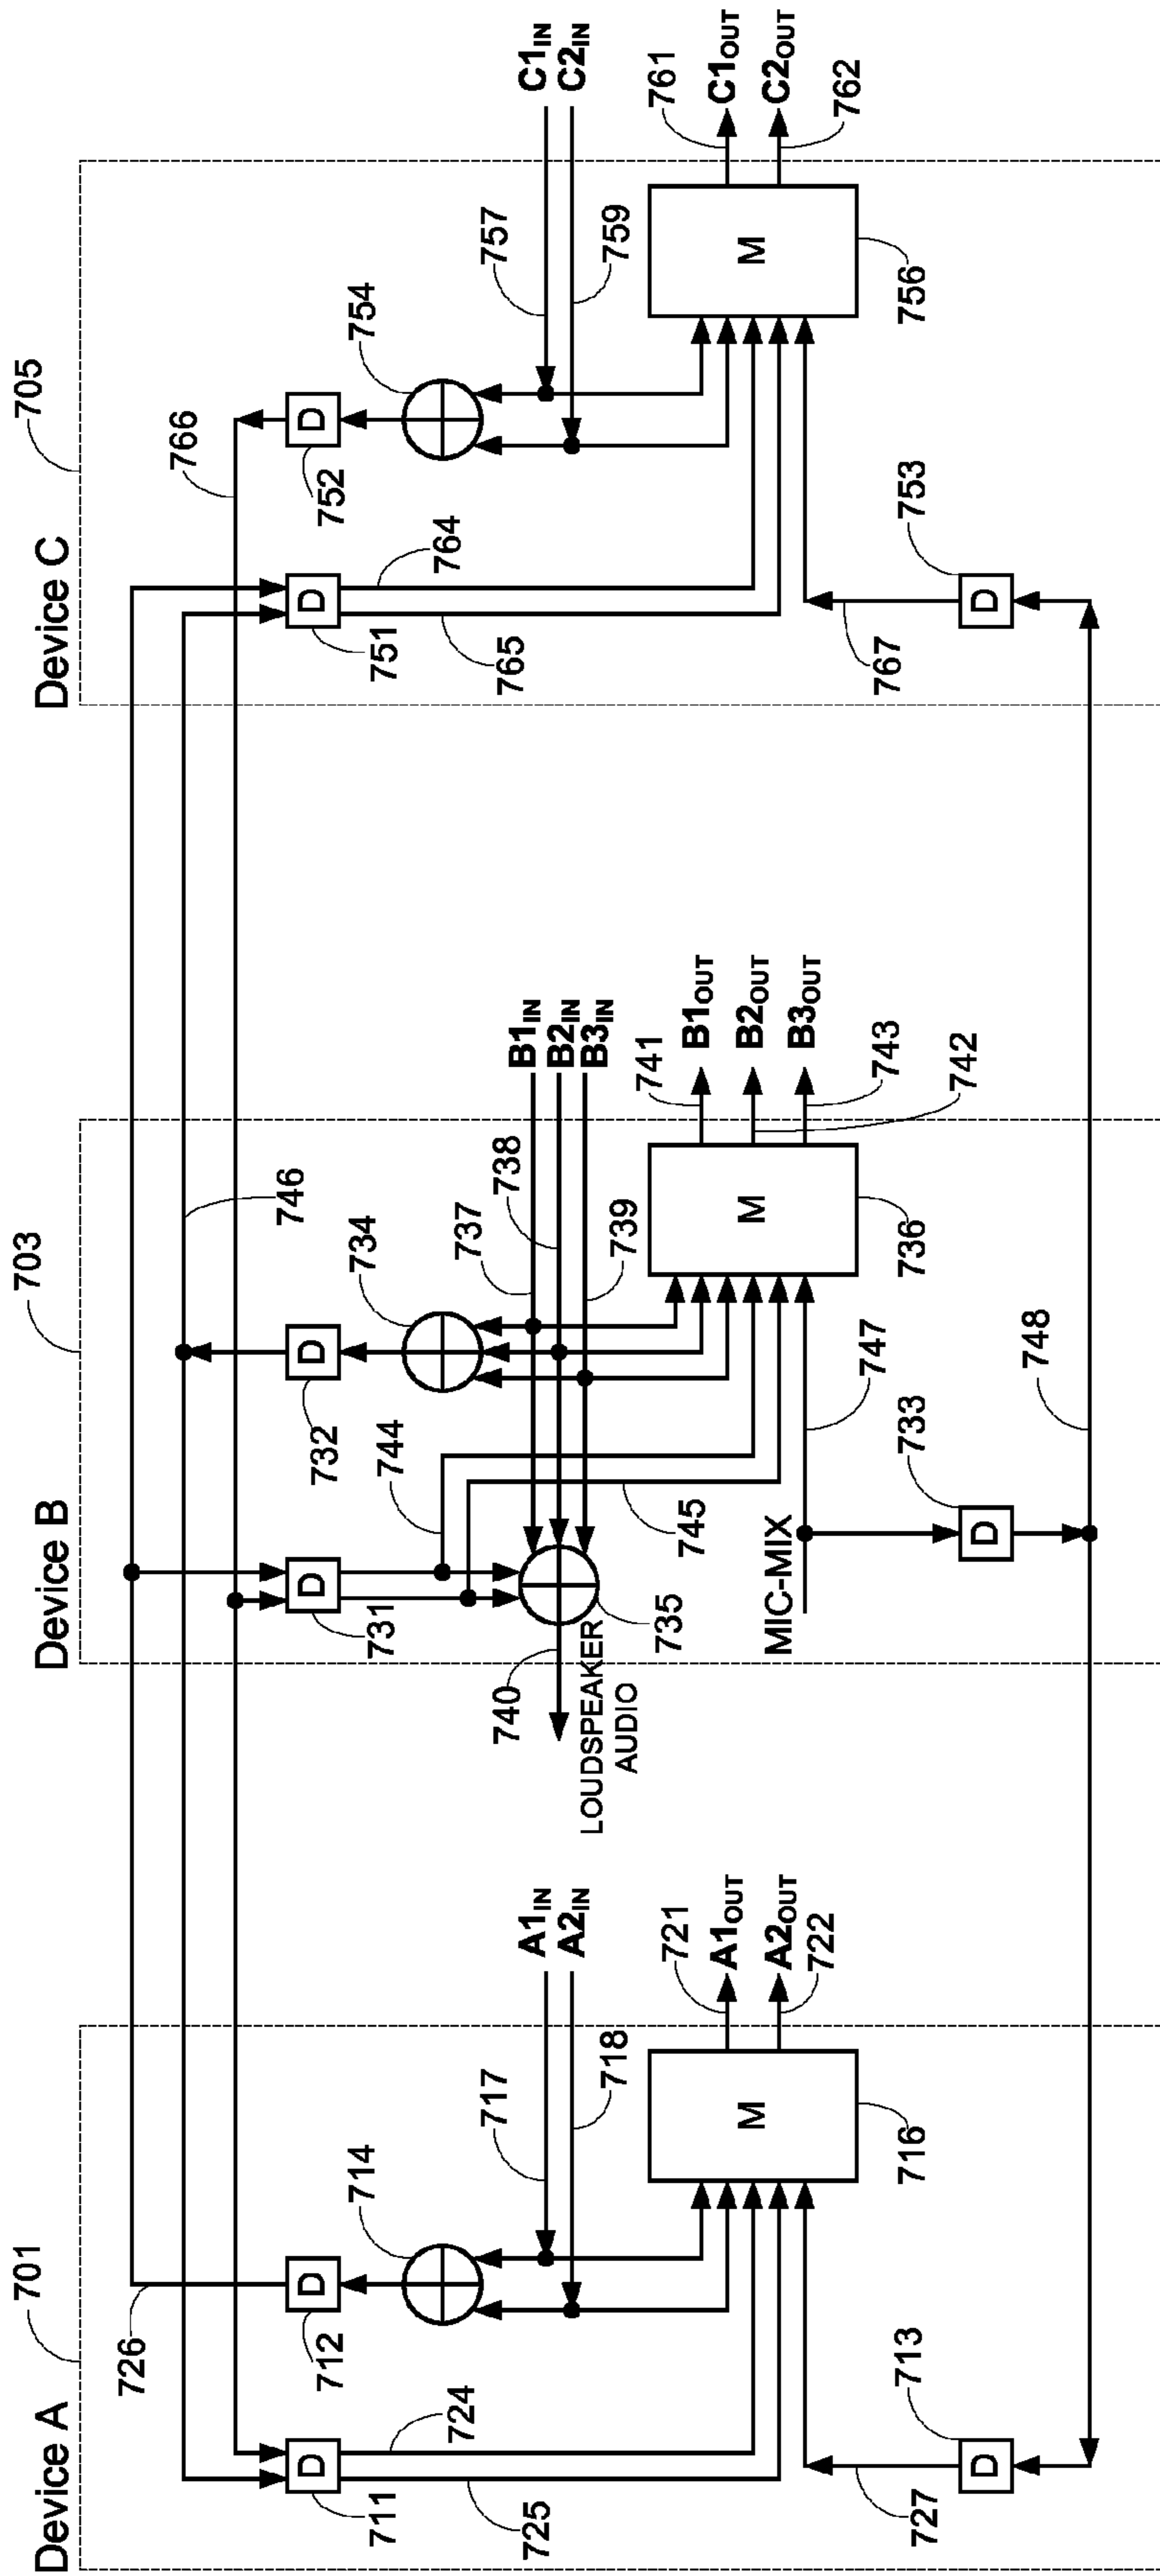 Device A
701
726
D
712
714
717
718
A1IN
A2IN
D
711
724
725
M
716
721
A1OUT
A2OUT
722
D
713
727
Device B
703
746
D
731
D
732
734
744
745
737
738
739
B1IN
B2IN
B3IN
735
740
LOUDSPEAKER
AUDIO
M
736
741
B1OUT
B2OUT
B3OUT
743
742
MIC-MIX
747
D
733
748
Device C
705
766
D
751
D
752
754
764
765
757
759
C1IN
C2IN
M
756
761
C1OUT
C2OUT
762
D
753
767